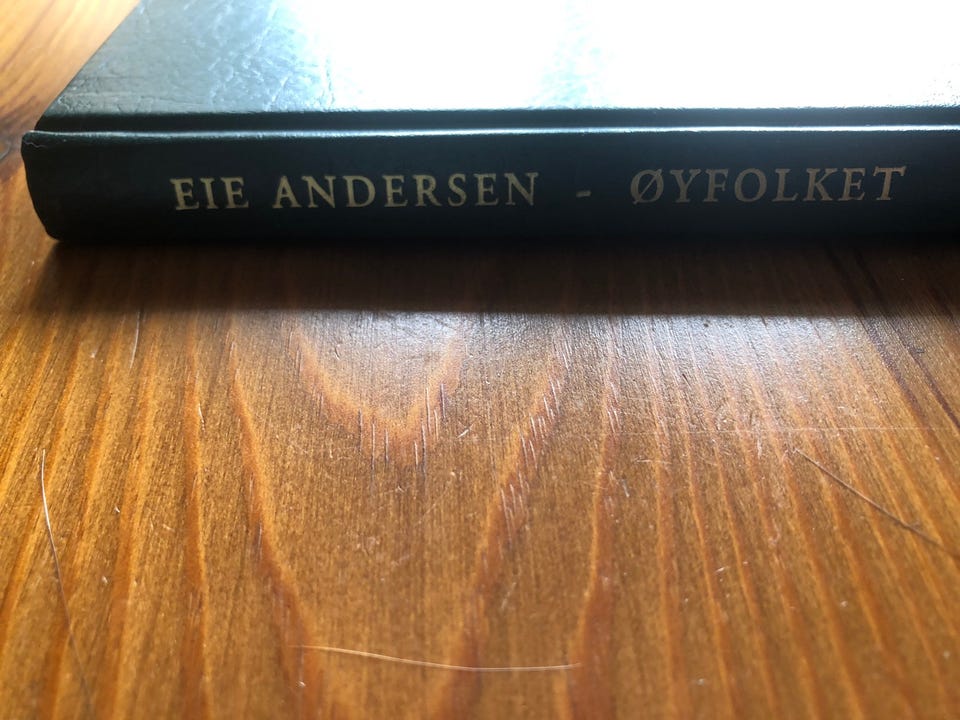 EIE ANDERSEN - ØYFOLKET